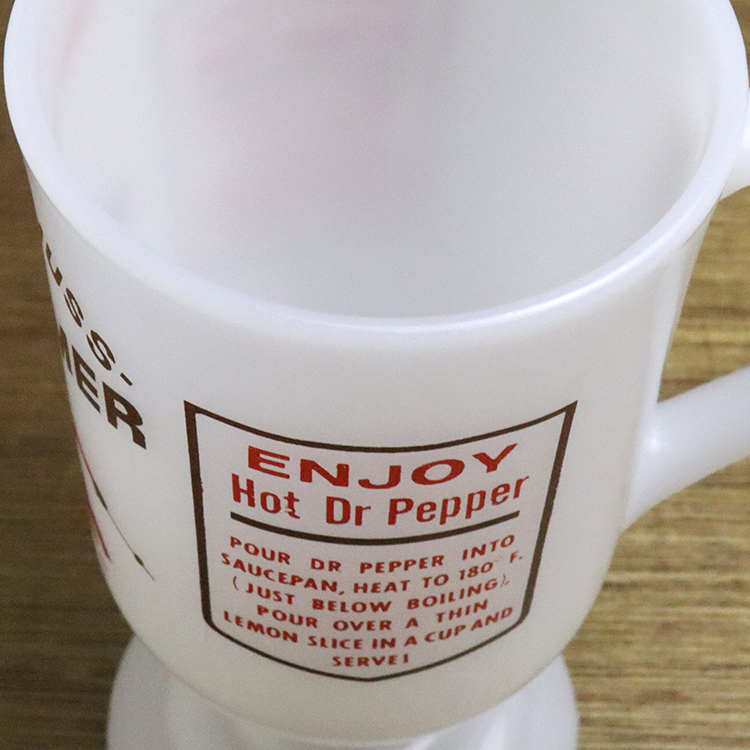 ENJOY
Hot Dr Pepper
POUR DR PEPPER INTO
SAUCEPAN, HEAT TO 180° F.
(JUST BELOW BOILING),
POUR OVER A THIN
LEMON SLICE IN A CUP AND
SERVE!